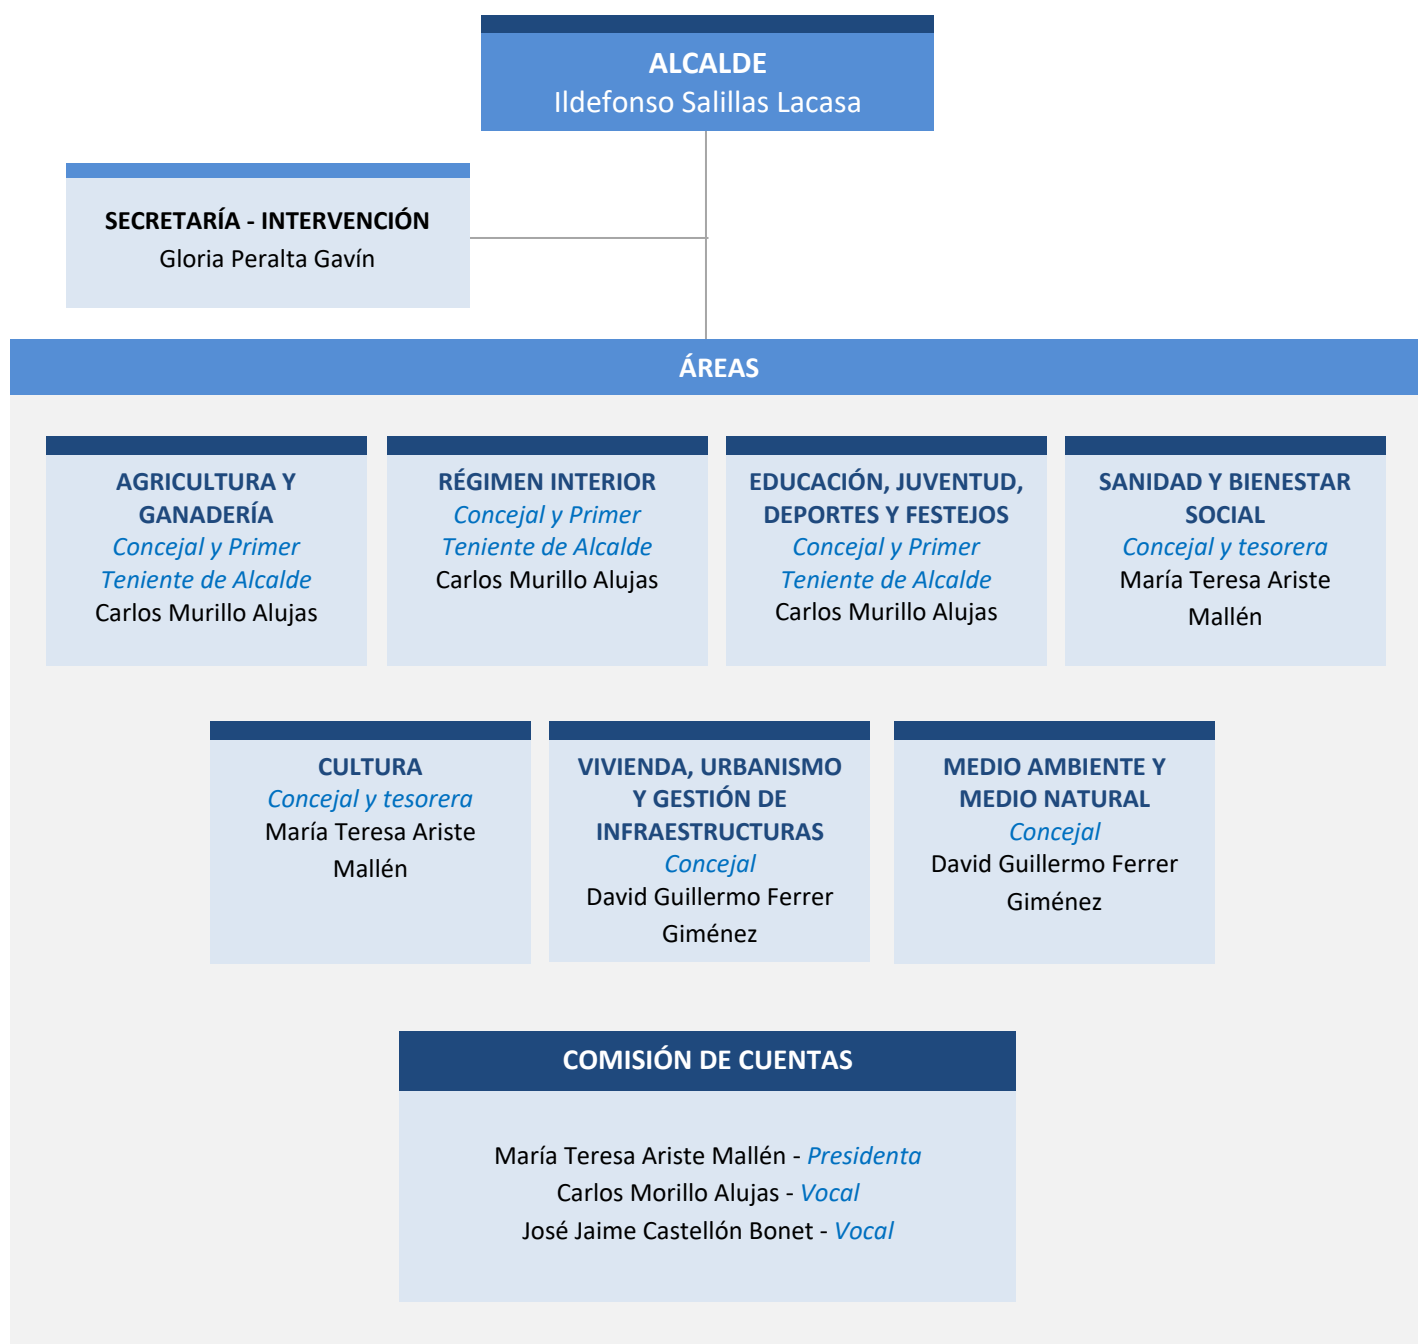 ALCALDE
Ildefonso Salillas Lacasa
SECRETARÍA - INTERVENCIÓN
Gloria Peralta Gavín
ÁREAS
AGRICULTURA Y
GANADERÍA
Concejal y Primer
Teniente de Alcalde
Carlos Murillo Alujas
RÉGIMEN INTERIOR
Concejal y Primer
Teniente de Alcalde
Carlos Murillo Alujas
EDUCACIÓN, JUVENTUD,
DEPORTES Y FESTEJOS
Concejal y Primer
Teniente de Alcalde
Carlos Murillo Alujas
SANIDAD Y BIENESTAR
SOCIAL
Concejal y tesorera
María Teresa Ariste
Mallén
CULTURA
Concejal y tesorera
María Teresa Ariste
Mallén
VIVIENDA, URBANISMO
Y GESTIÓN DE
INFRAESTRUCTURAS
Concejal
David Guillermo Ferrer
Giménez
MEDIO AMBIENTE Y
MEDIO NATURAL
Concejal
David Guillermo Ferrer
Giménez
COMISIÓN DE CUENTAS
María Teresa Ariste Mallén - Presidenta
Carlos Morillo Alujas - Vocal
José Jaime Castellón Bonet - Vocal